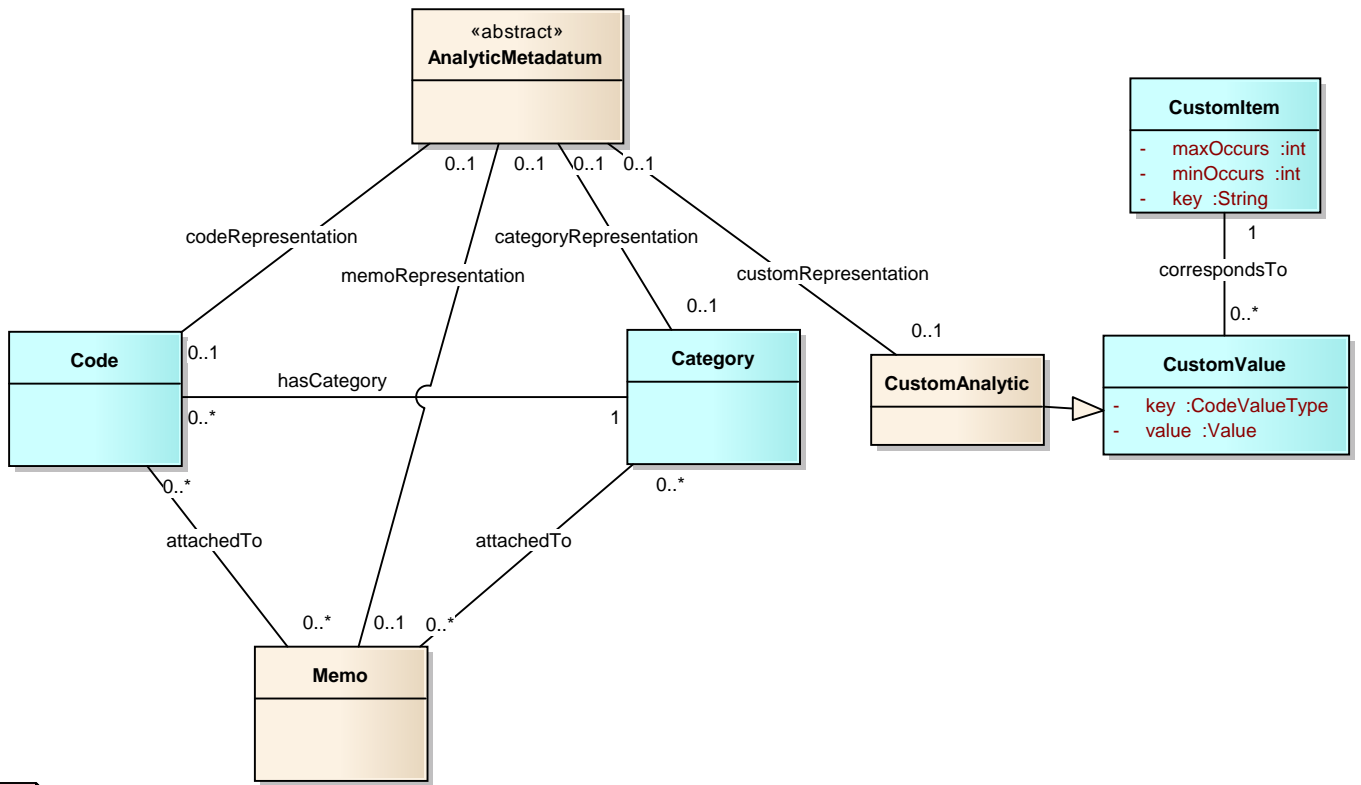 «abstract»
AnalyticMetadatum
CustomItem
- maxOccurs :int
- minOccurs :int
- key :String
0..1
0..1
0..1
0..1
1
codeRepresentation
categoryRepresentation
memoRepresentation
customRepresentation
correspondsTo
0..1
0..1
0..*
0..1
Code
Category
CustomAnalytic
CustomValue
- key :CodeValueType
- value :Value
hasCategory
0..*
1
0..*
0..*
attachedTo
attachedTo
0..*
0..1
0..*
Memo